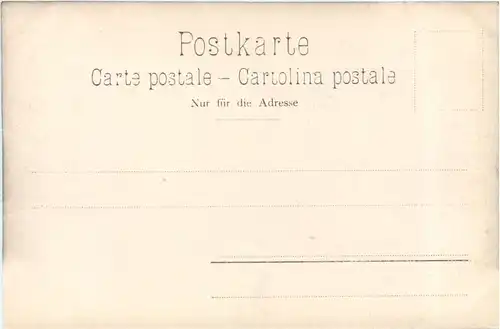 Postkarte
Carte postale – Cartolina postale
Nur für die Adresse